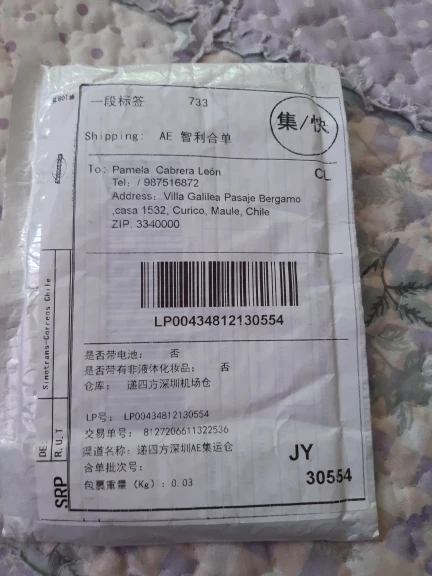 一段标签 733
集/快
Shipping: AE 智利合单
To: Pamela Cabrera León
CL
Tel: / 987516872
Address: Villa Galilea Pasaje Bergamo
,casa 1532, Curico, Maule, Chile
ZIP: 3340000
LP00434812130554
是否带电池: 否
是否带有非液体化妆品: 否
仓库: 递四方深圳机场仓
LP号: LP00434812130554
交易单号: 8127206611322536
渠道名称: 递四方深圳AE集运仓
合单批次号:
包裹重量 (Kg): 0.03
JY
30554
Sinotrans-Correos Chile
DE:
R.U.T
SRP